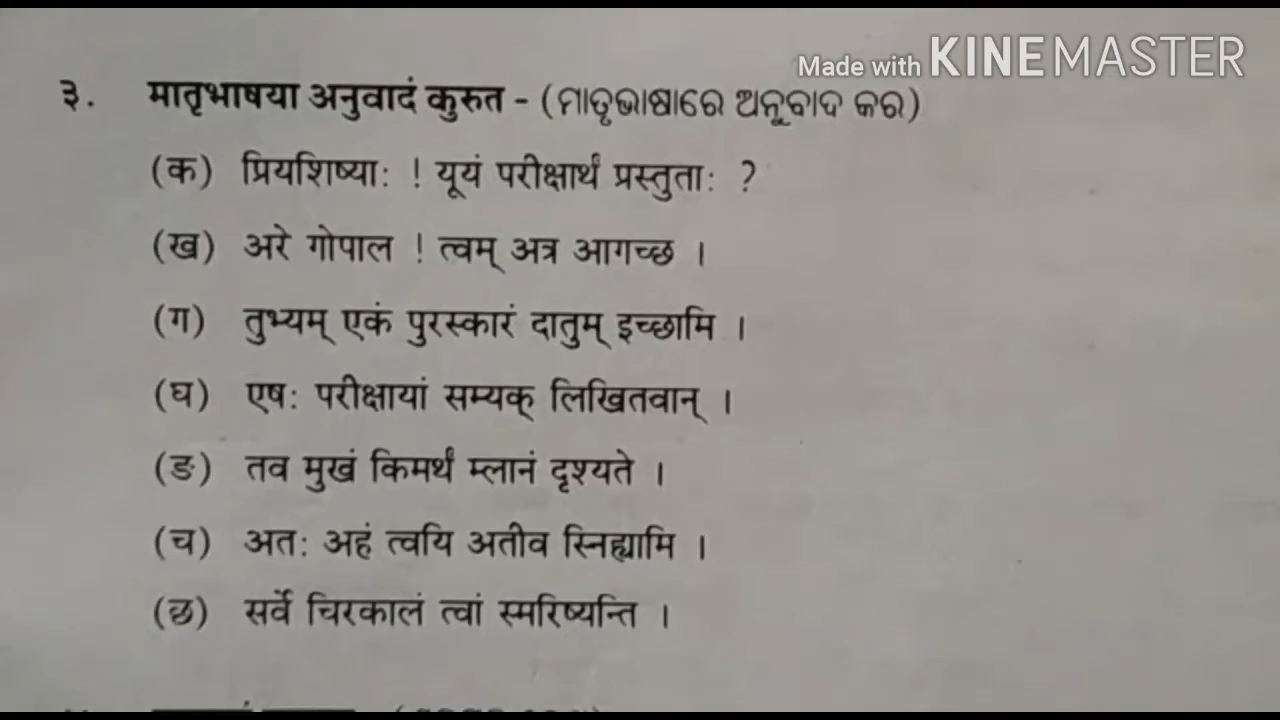 Made with KINEMASTER
३. मातृभाषया अनुवादं कुरुत - (ମାତୃଭାଷାରେ ଅନୁବାଦ କର)
(क) प्रियशिष्याः ! यूयं परीक्षार्थं प्रस्तुताः ?
(ख) अरे गोपाल ! त्वम् अत्र आगच्छ ।
(ग) तुभ्यम् एकं पुरस्कारं दातुम् इच्छामि ।
(घ) एषः परीक्षायां सम्यक् लिखितवान् ।
(ङ) तव मुखं किमर्थं म्लानं दृश्यते ।
(च) अतः अहं त्वयि अतीव स्निह्यामि ।
(छ) सर्वे चिरकालं त्वां स्मरिष्यन्ति ।